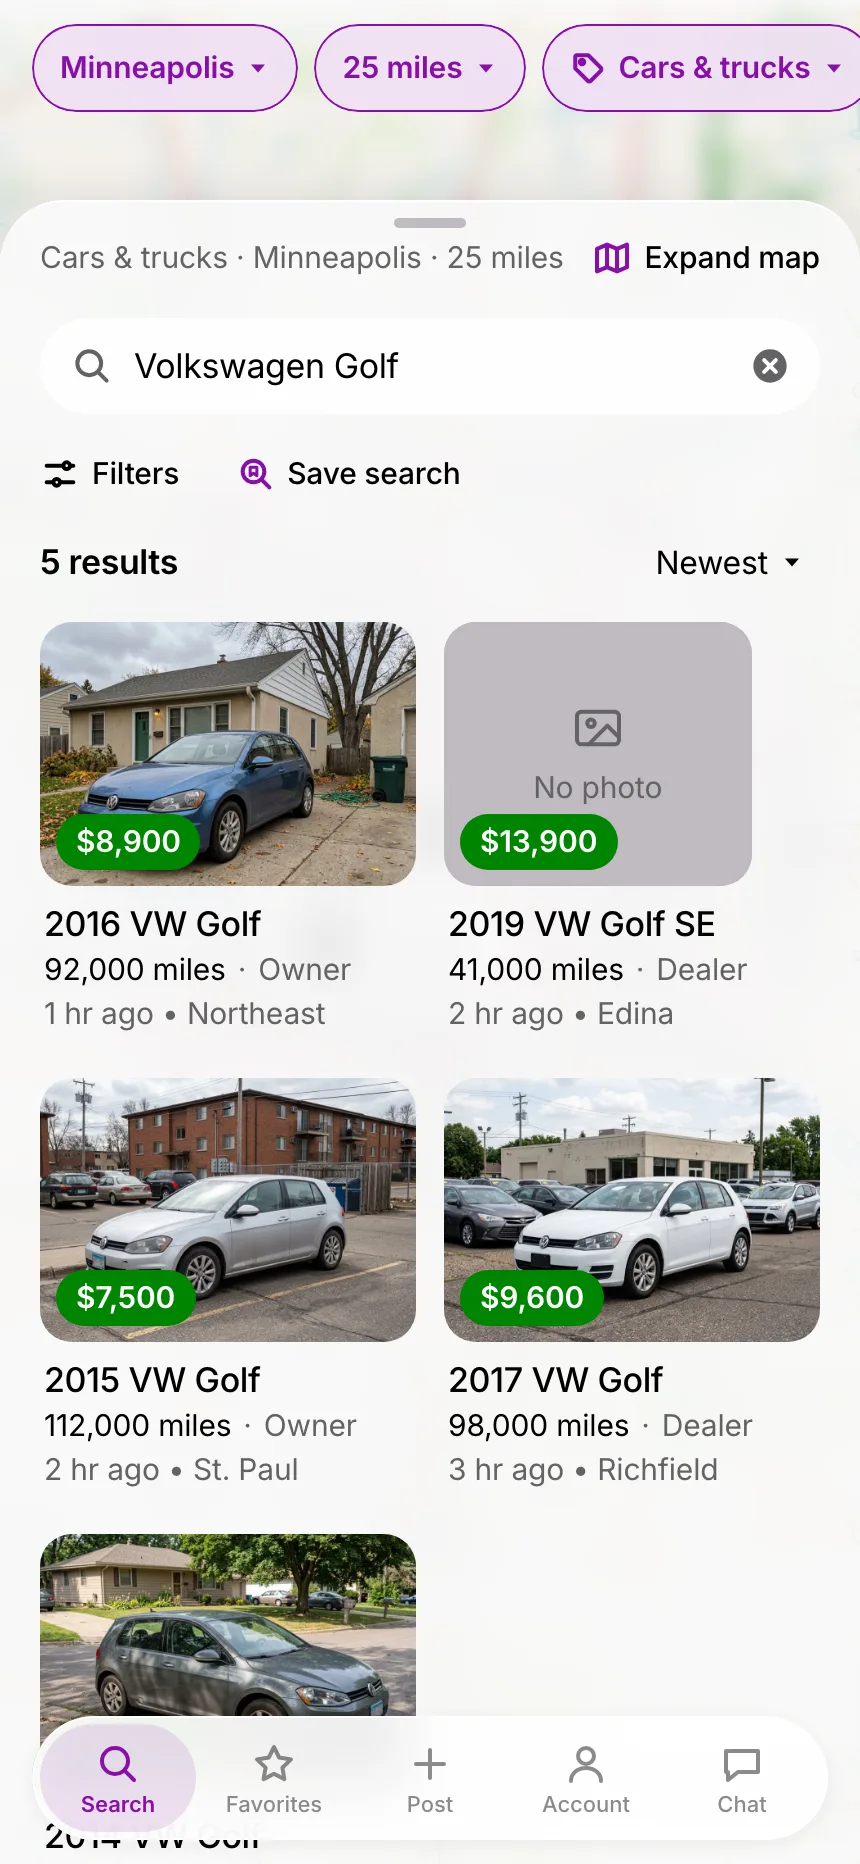 Minneapolis
25 miles
Cars & trucks
Cars & trucks · Minneapolis · 25 miles
Expand map
Volkswagen Golf
Filters
Save search
5 results
Newest
$8,900
2016 VW Golf
92,000 miles · Owner
1 hr ago • Northeast
No photo
$13,900
2019 VW Golf SE
41,000 miles · Dealer
2 hr ago • Edina
$7,500
2015 VW Golf
112,000 miles · Owner
2 hr ago • St. Paul
$9,600
2017 VW Golf
98,000 miles · Dealer
3 hr ago • Richfield
2014 VW Golf
Search
Favorites
Post
Account
Chat